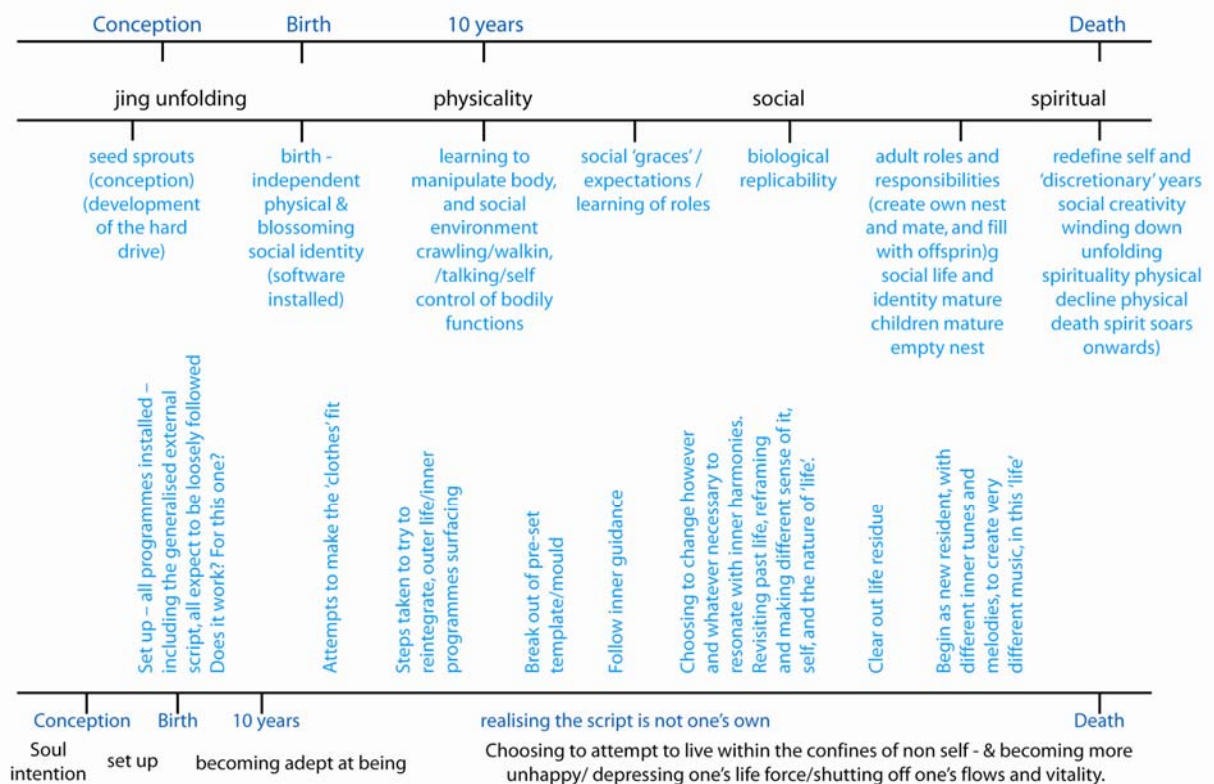 Conception
Birth
10 years
Death
jing unfolding
physicality
social
spiritual
seed sprouts
(conception)
(development
of the hard
drive)
birth -
independent
physical &
blossoming
social identity
(software
installed)
learning to
manipulate body,
and social
environment
crawling/walkin,
/talking/self
control of bodily
functions
social ‘graces’ /
expectations /
learning of roles
biological
replicability
adult roles and
responsibilities
(create own nest
and mate, and fill
with offsprin)g
social life and
identity mature
children mature
empty nest
redefine self and
‘discretionary’ years
social creativity
winding down
unfolding
spirituality physical
decline physical
death spirit soars
onwards)
Set up – all programmes installed –
including the generalised external
script, all expect to be loosely followed
Does it work? For this one?
Attempts to make the ‘clothes’ fit
Steps taken to try to
reintegrate, outer life/inner
programmes surfacing
Break out of pre-set
template/mould
Follow inner guidance
Choosing to change however
and whatever necessary to
resonate with inner harmonies.
Revisiting past life, reframing
and making different sense of it,
self, and the nature of ‘life’.
Clear out life residue
Begin as new resident, with
different inner tunes and
melodies, to create very
different music, in this ‘life’
Conception
Birth
10 years
realising the script is not one's own
Death
Soul
intention
set up
becoming adept at being
Choosing to attempt to live within the confines of non self - & becoming more
unhappy/ depressing one's life force/shutting off one's flows and vitality.